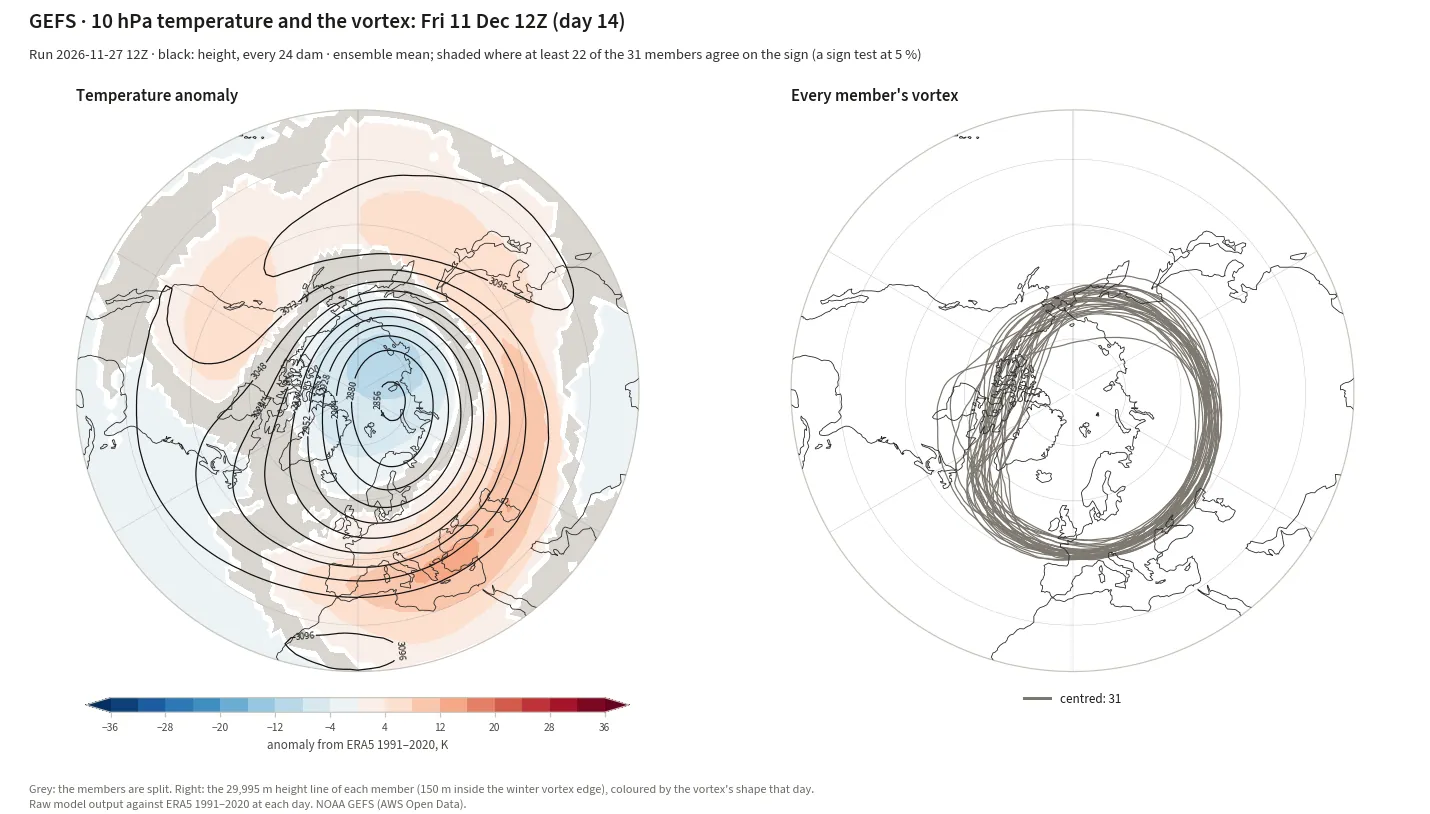 GEFS · 10 hPa temperature and the vortex: Fri 11 Dec 12Z (day 14)
Run 2026-11-27 12Z · black: height, every 24 dam · ensemble mean; shaded where at least 22 of the 31 members agree on the sign (a sign test at 5 %)
Temperature anomaly
Every member's vortex
3096
3072
3048
2880
2856
3096
3096
centred: 31
−36 −28 −20 −12 −4 4 12 20 28 36
anomaly from ERA5 1991–2020, K
Grey: the members are split. Right: the 29,995 m height line of each member (150 m inside the winter vortex edge), coloured by the vortex's shape that day.
Raw model output against ERA5 1991–2020 at each day. NOAA GEFS (AWS Open Data).